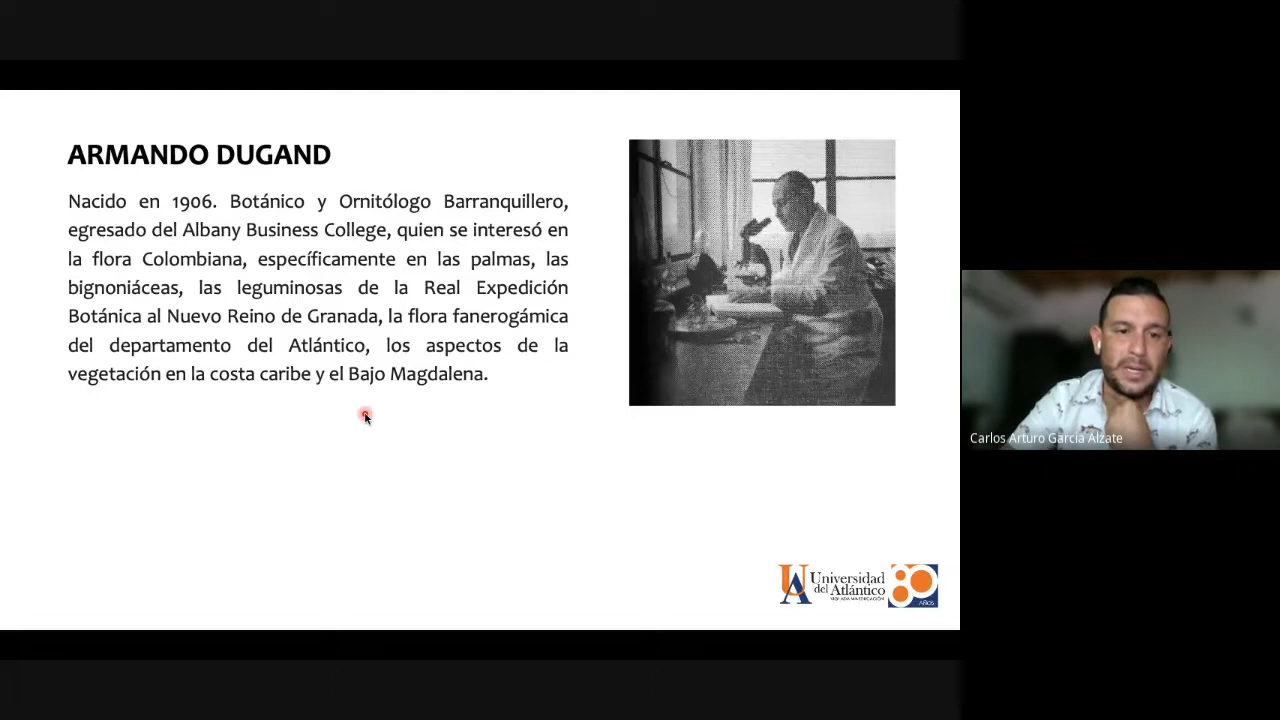 ARMANDO DUGAND
Nacido en 1906. Botánico y Ornitólogo Barranquillero,
egresado del Albany Business College, quien se interesó en
la flora Colombiana, específicamente en las palmas, las
bignoniáceas, las leguminosas de la Real Expedición
Botánica al Nuevo Reino de Granada, la flora fanerogámica
del departamento del Atlántico, los aspectos de la
vegetación en la costa caribe y el Bajo Magdalena.
Carlos Arturo García Alzate
Universidad
del Atlántico
80
AÑOS